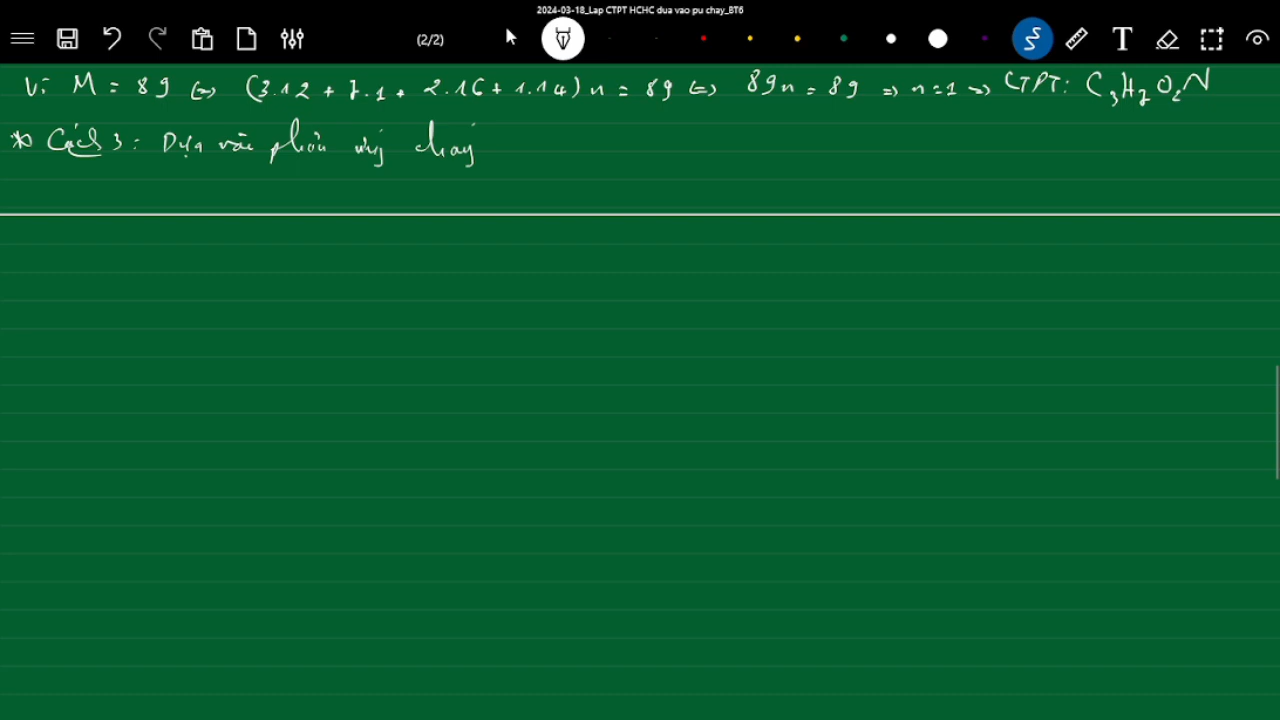 2024-03-18_Lap CTPT HCHC dua vao pu chay_BT6
(2/2)
T
Vì M = 89 ⇔ (3.12 + 7.1 + 2.16 + 1.14) n = 89 ⇔ 89n = 89 ⇒ n = 1 ⇒ CTPT: C₃H₇O₂N
* Cách 3: Dựa vào phản ứng cháy